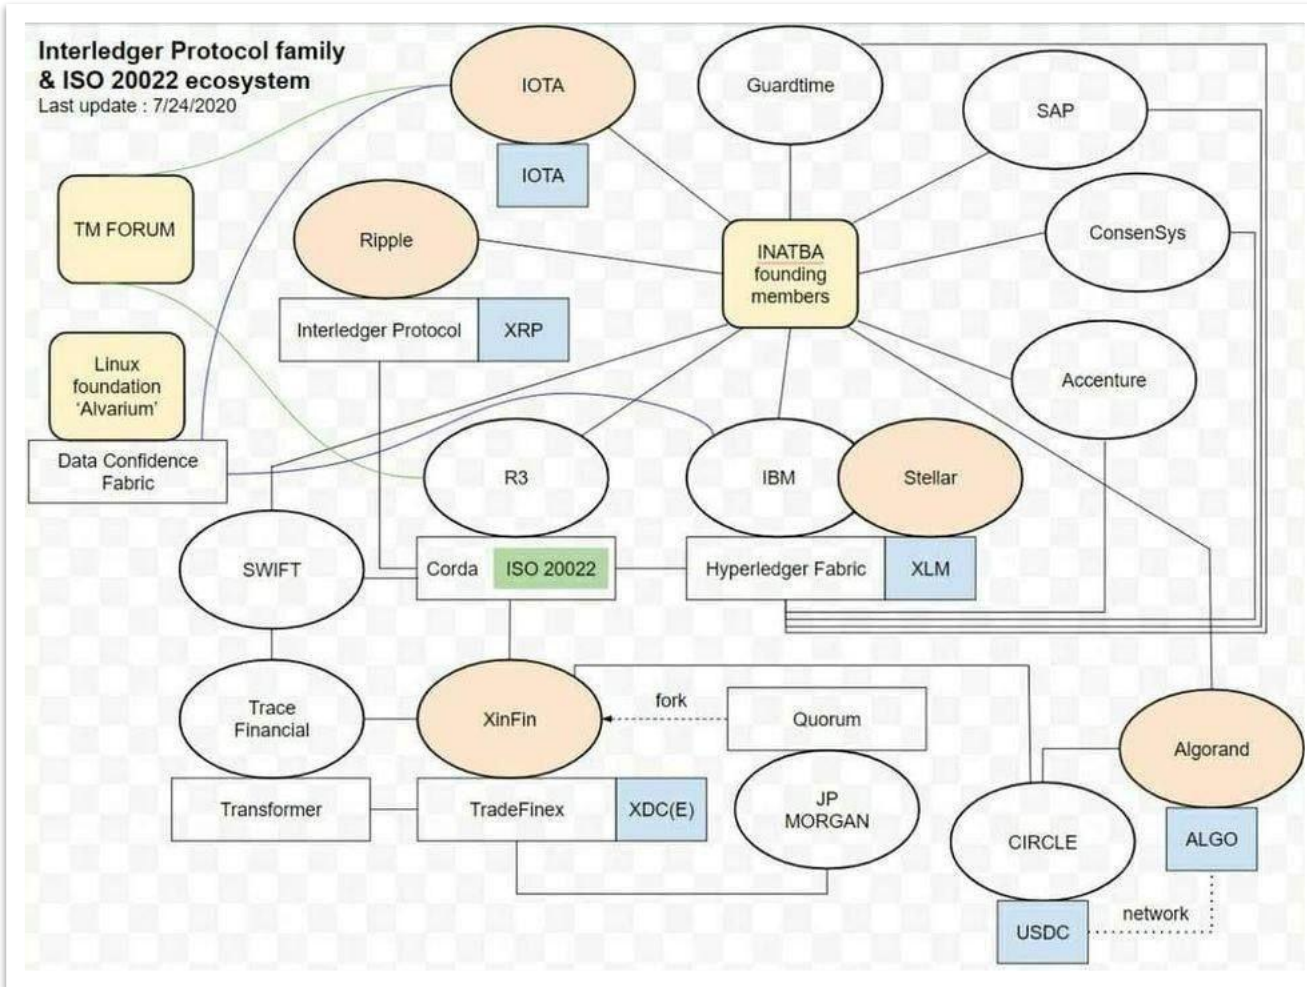 Interledger Protocol family
& ISO 20022 ecosystem
Last update : 7/24/2020
IOTA
IOTA
Guardtime
SAP
TM FORUM
Ripple
Interledger Protocol
XRP
INATBA
founding
members
ConsenSys
Accenture
Linux
foundation
‘Alvarium’
Data Confidence
Fabric
R3
IBM
Stellar
SWIFT
Corda
ISO 20022
Hyperledger Fabric
XLM
Trace
Financial
XinFin
fork
Quorum
Algorand
Transformer
TradeFinex
XDC(E)
JP
MORGAN
CIRCLE
ALGO
USDC
network